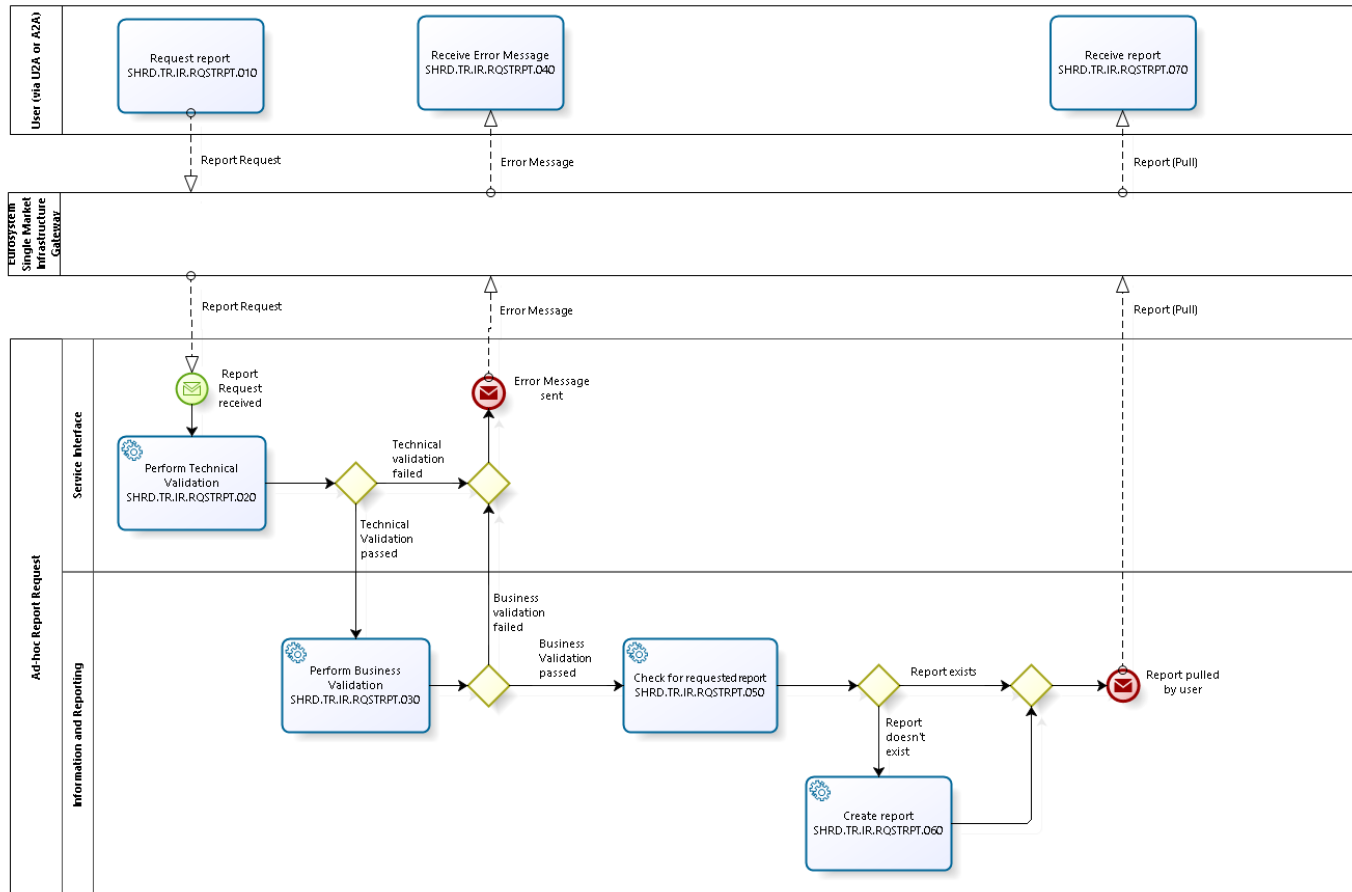 User (via U2A or A2A)
Request report
SHRD.TR.IR.RQSTRPT.010
Receive Error Message
SHRD.TR.IR.RQSTRPT.040
Receive report
SHRD.TR.IR.RQSTRPT.070
Report Request
Error Message
Report (Pull)
Eurosystem
Single Market
Infrastructure
Gateway
Report Request
Error Message
Report (Pull)
Ad-hoc Report Request
Service Interface
Report
Request
received
Error Message
sent
Perform Technical
Validation
SHRD.TR.IR.RQSTRPT.020
Technical
validation
failed
Technical
Validation
passed
Information and Reporting
Perform Business
Validation
SHRD.TR.IR.RQSTRPT.030
Business
validation
failed
Business
Validation
passed
Check for requested report
SHRD.TR.IR.RQSTRPT.050
Report exists
Report
doesn't
exist
Report pulled
by user
Create report
SHRD.TR.IR.RQSTRPT.060